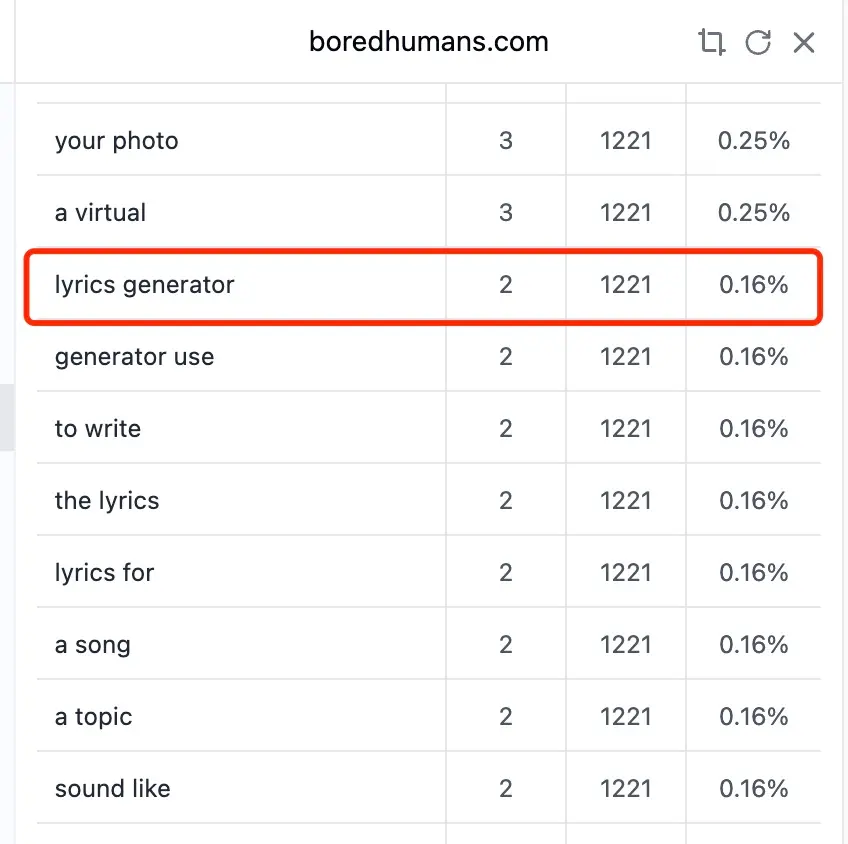 boredhumans.com
your photo 3 1221 0.25%
a virtual 3 1221 0.25%
lyrics generator 2 1221 0.16%
generator use 2 1221 0.16%
to write 2 1221 0.16%
the lyrics 2 1221 0.16%
lyrics for 2 1221 0.16%
a song 2 1221 0.16%
a topic 2 1221 0.16%
sound like 2 1221 0.16%